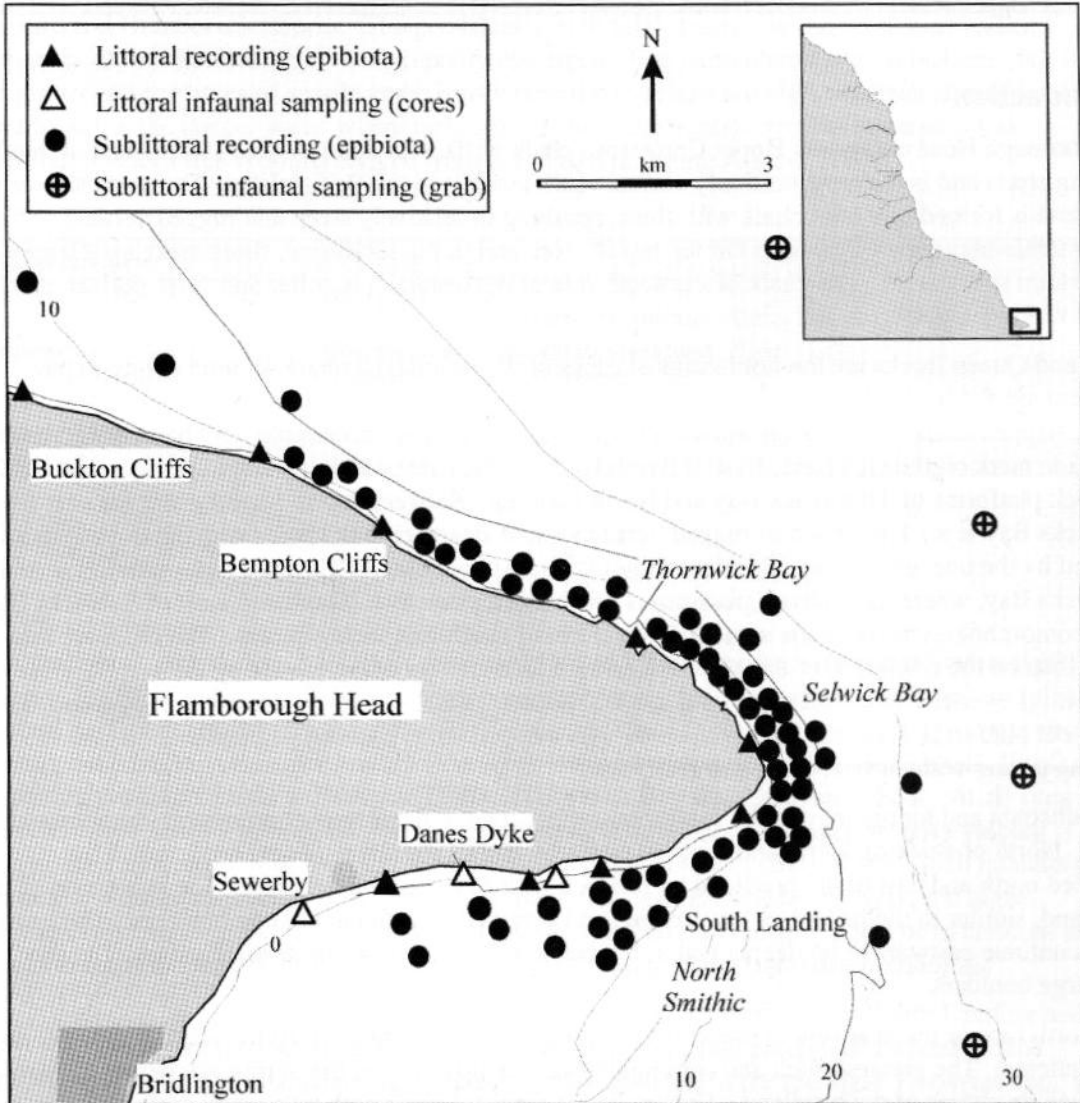 Littoral recording (epibiota)
Littoral infaunal sampling (cores)
Sublittoral recording (epibiota)
Sublittoral infaunal sampling (grab)
N
0 km 3
10
Buckton Cliffs
Bempton Cliffs
Thornwick Bay
Flamborough Head
Selwick Bay
Danes Dyke
Sewerby
0
South Landing
North
Smithic
Bridlington
10 20 30